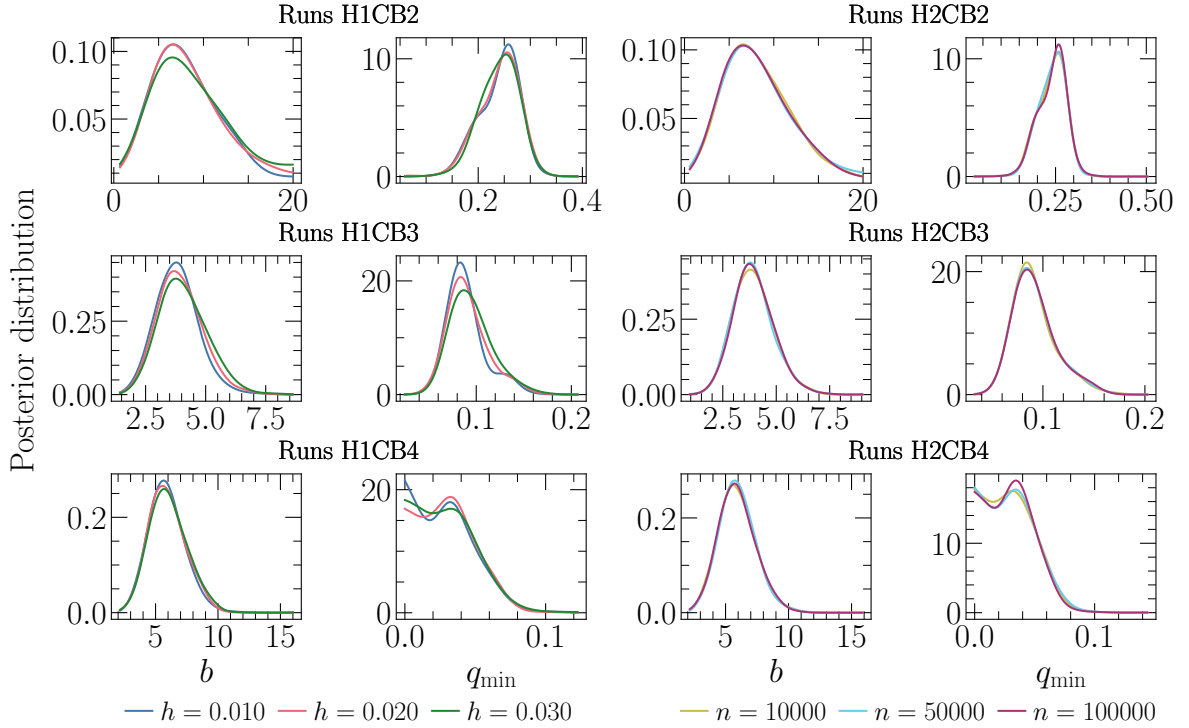 Runs H1CB2
Runs H2CB2
0.10
0.05
0 20
10
0
0.2 0.4
0.10
0.05
0 20
10
0
0.25 0.50
Runs H1CB3
Runs H2CB3
0.25
0.00
2.5 5.0 7.5
20
0
0.1 0.2
0.25
0.00
2.5 5.0 7.5
20
0
0.1 0.2
Posterior distribution
Runs H1CB4
Runs H2CB4
0.2
0.0
5 10 15
20
0
0.0 0.1
0.2
0.0
5 10 15
10
0
0.0 0.1
b
q_min
b
q_min
h = 0.010 h = 0.020 h = 0.030
n = 10000 n = 50000 n = 100000